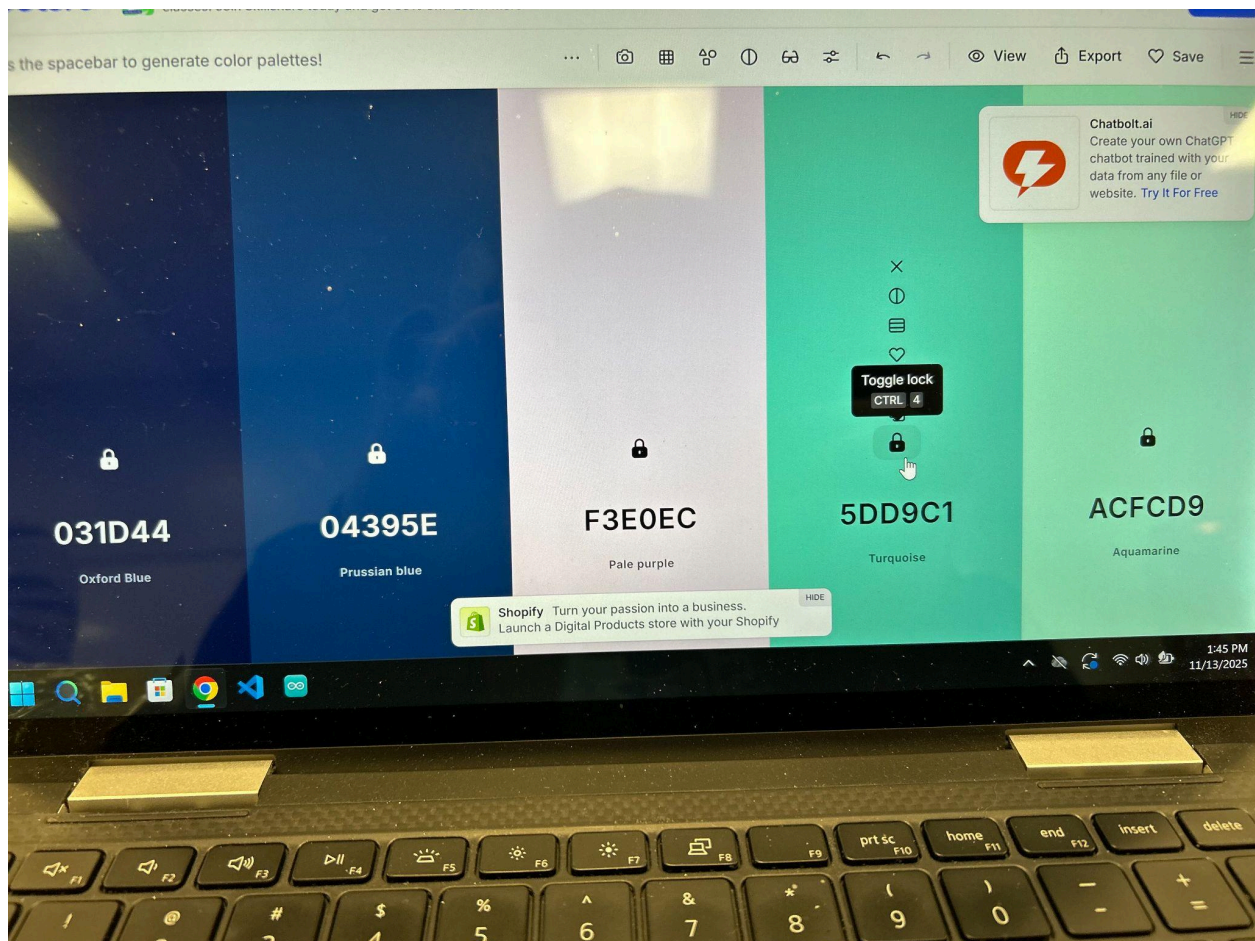 s the spacebar to generate color palettes!
View
Export
Save
HIDE
Chatbolt.ai
Create your own ChatGPT
chatbot trained with your
data from any file or
website. Try It For Free
Toggle lock
CTRL 4
031D44
Oxford Blue
04395E
Prussian blue
F3E0EC
Pale purple
5DD9C1
Turquoise
ACFCD9
Aquamarine
HIDE
Shopify Turn your passion into a business.
Launch a Digital Products store with your Shopify
1:45 PM
11/13/2025
F1
F2
F3
F4
F5
F6
F7
F8
F9
prt sc F10
home F11
end F12
insert
delete
!
@
#
$
%
5
^
6
&
7
*
8
(
9
)
0
-
+
=